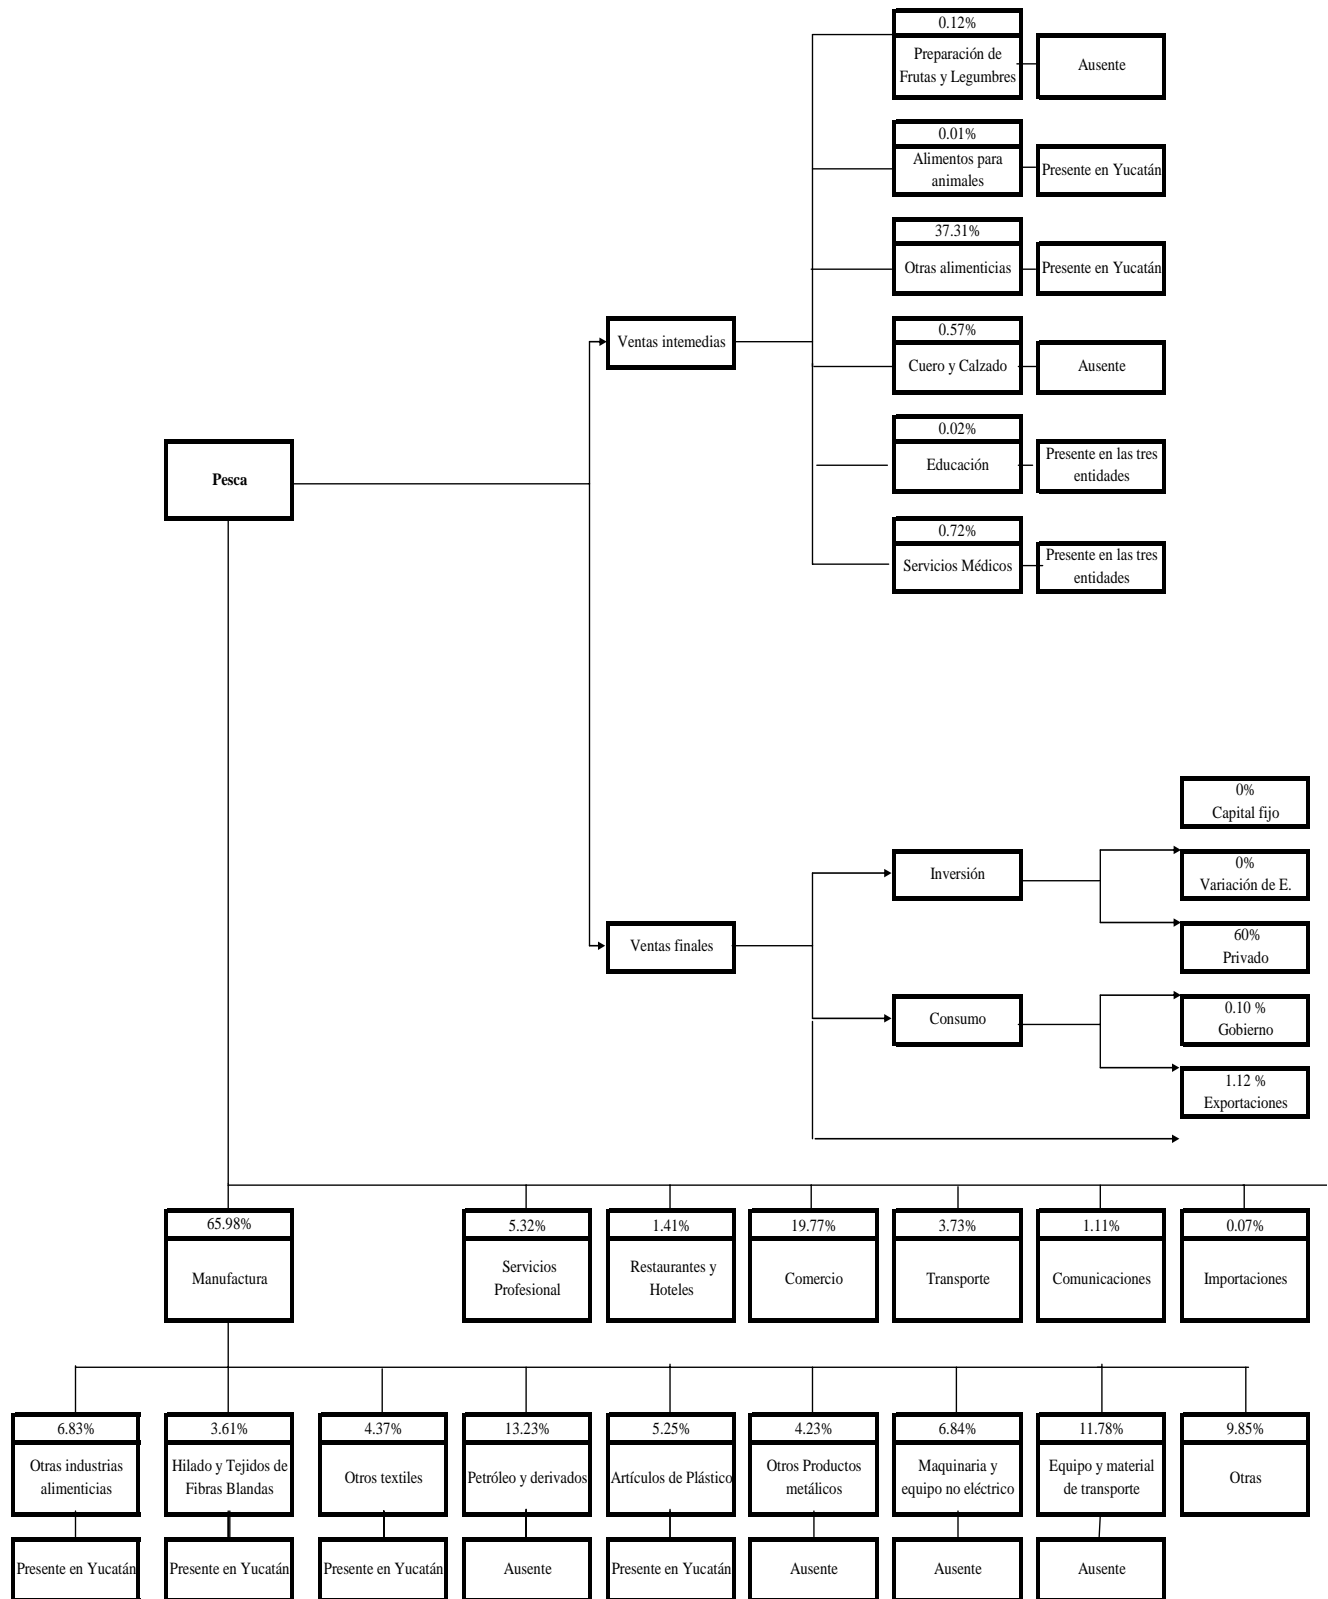 0.12%
Preparación de
Frutas y Legumbres
Ausente
0.01%
Alimentos para
animales
Presente en Yucatán
37.31%
Otras alimenticias
Presente en Yucatán
Ventas intemedias
0.57%
Cuero y Calzado
Ausente
0.02%
Educación
Presente en las tres
entidades
Pesca
0.72%
Servicios Médicos
Presente en las tres
entidades
0%
Capital fijo
Inversión
0%
Variación de E.
Ventas finales
60%
Privado
Consumo
0.10 %
Gobierno
1.12 %
Exportaciones
65.98%
Manufactura
5.32%
Servicios
Profesional
1.41%
Restaurantes y
Hoteles
19.77%
Comercio
3.73%
Transporte
1.11%
Comunicaciones
0.07%
Importaciones
6.83%
Otras industrias
alimenticias
Presente en Yucatán
3.61%
Hilado y Tejidos de
Fibras Blandas
Presente en Yucatán
4.37%
Otros textiles
Presente en Yucatán
13.23%
Petróleo y derivados
Ausente
5.25%
Artículos de Plástico
Presente en Yucatán
4.23%
Otros Productos
metálicos
Ausente
6.84%
Maquinaria y
equipo no eléctrico
Ausente
11.78%
Equipo y material
de transporte
Ausente
9.85%
Otras